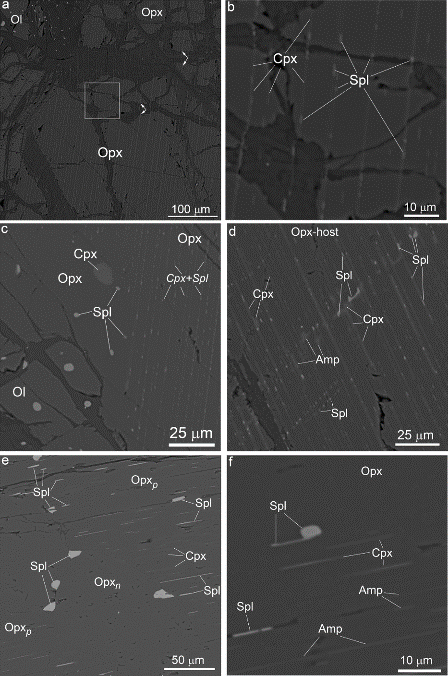 a
Ol
Opx
Opx
100 μm
b
Cpx
Spl
10 μm
c
Opx
Cpx
Opx
Cpx+Spl
Spl
Ol
25 μm
d
Opx-host
Spl
Spl
Cpx
Cpx
Amp
Spl
25 μm
e
Spl
Opxp
Spl
Spl
Cpx
Opxn
Spl
Opxp
50 μm
f
Opx
Spl
Cpx
Amp
Spl
Amp
10 μm